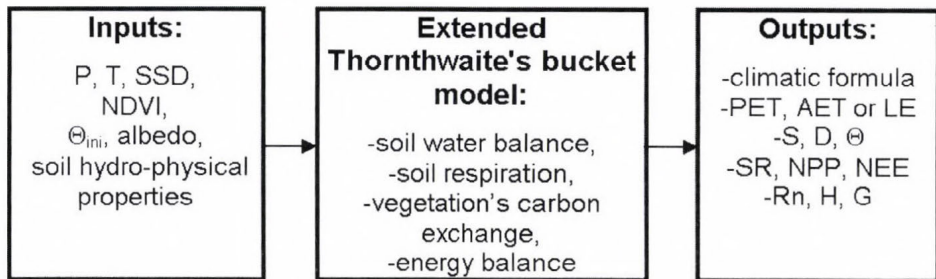 Inputs:
P, T, SSD,
NDVI,
Θini, albedo,
soil hydro-physical
properties
Extended
Thornthwaite's bucket
model:
-soil water balance,
-soil respiration,
-vegetation's carbon
exchange,
-energy balance
Outputs:
-climatic formula
-PET, AET or LE
-S, D, Θ
-SR, NPP, NEE
-Rn, H, G